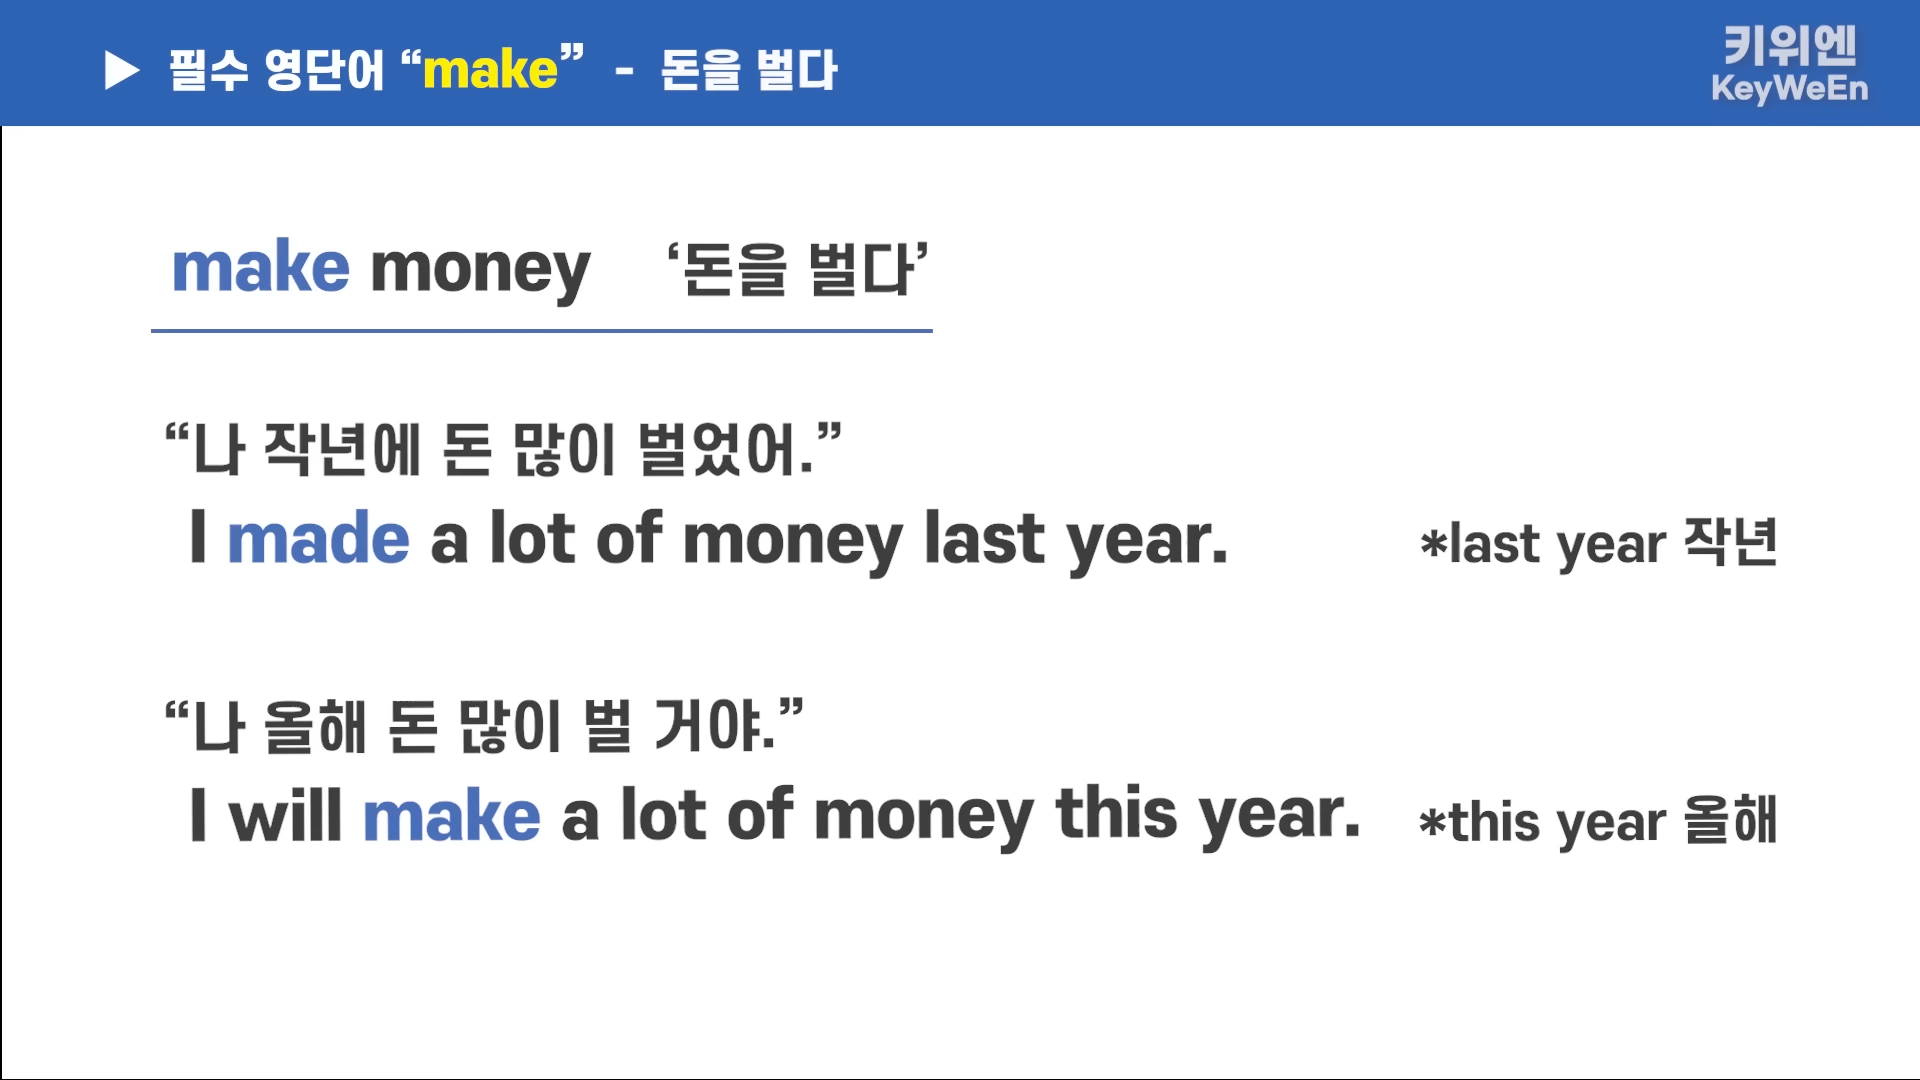 ▶ 필수 영단어 “make” - 돈을 벌다
키위엔
KeyWeEn
make money ‘돈을 벌다’
“나 작년에 돈 많이 벌었어.”
I made a lot of money last year. *last year 작년
“나 올해 돈 많이 벌 거야.”
I will make a lot of money this year. *this year 올해